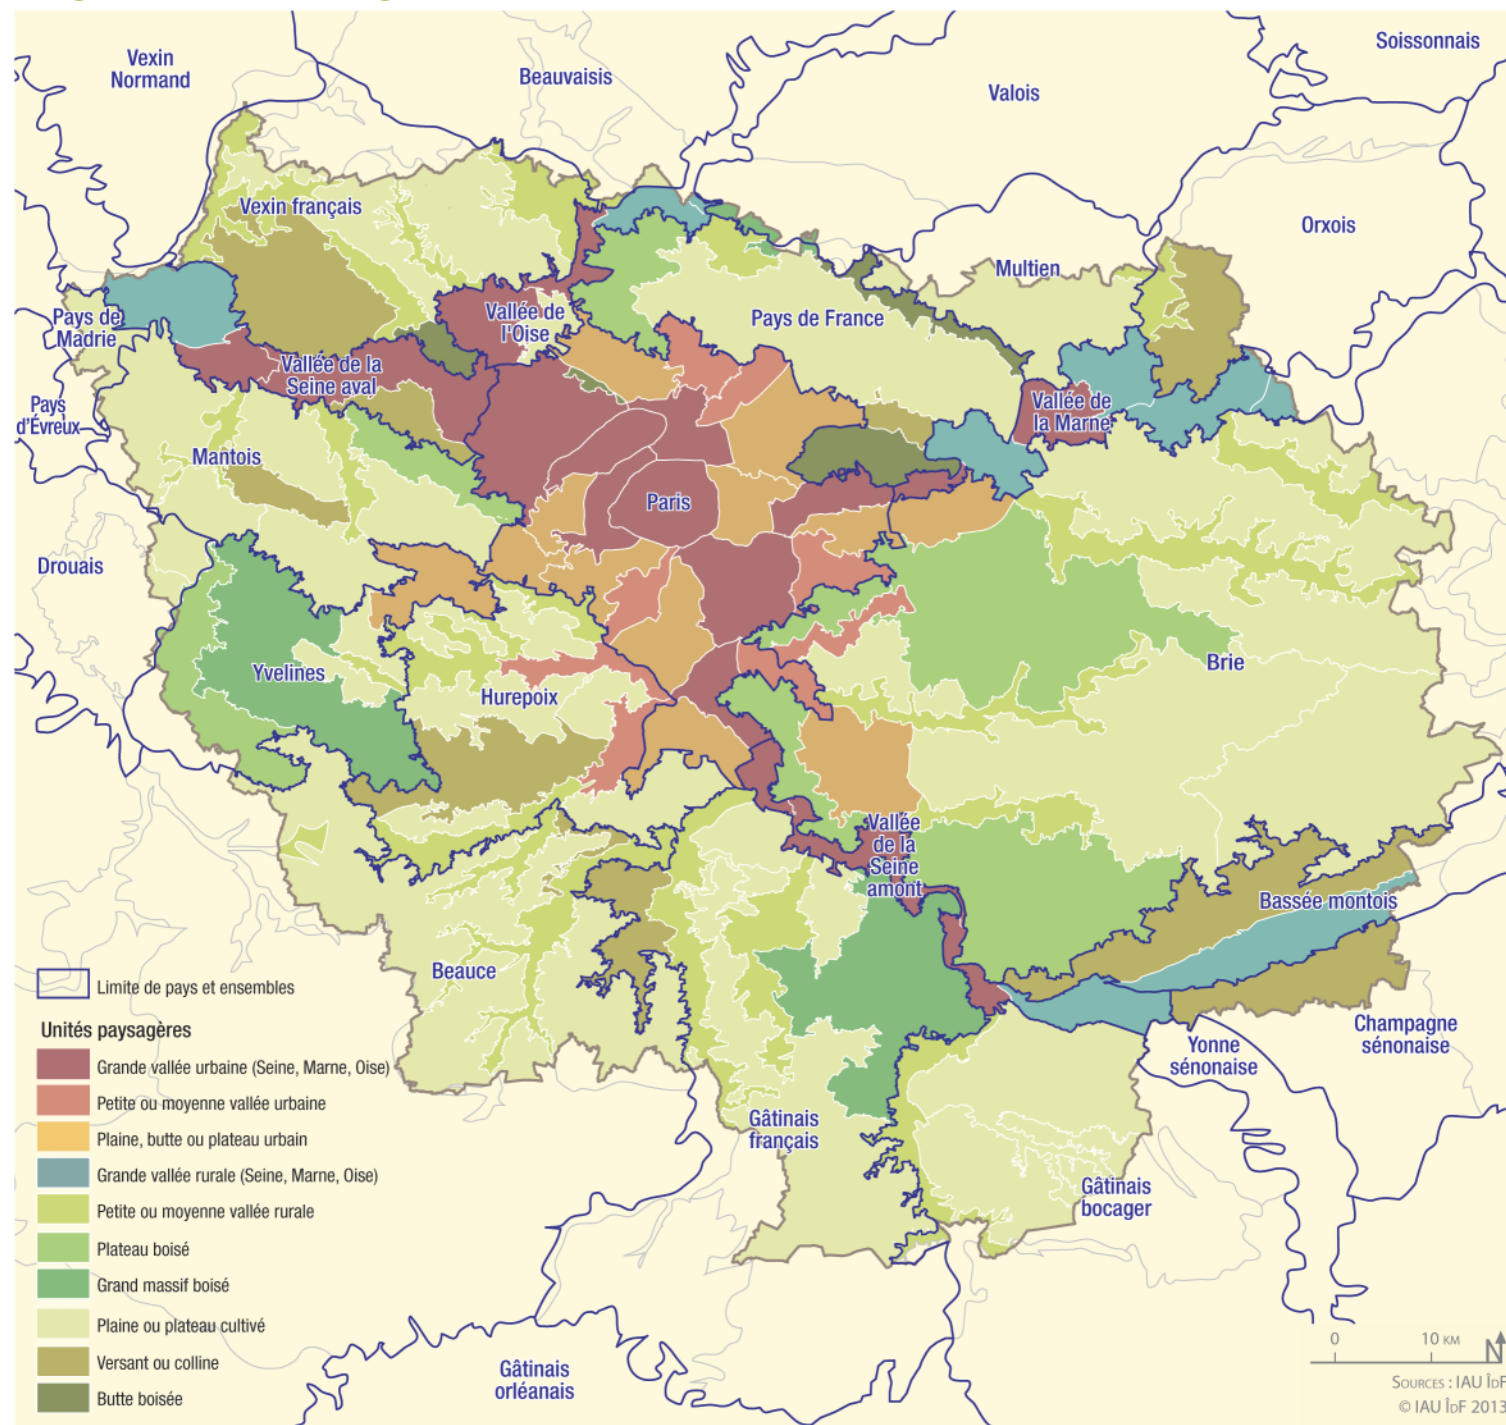 Vexin
Normand
Beauvaisis
Valois
Soissonnais
Vexin français
Orxois
Multien
Pays de
Madrie
Vallée de
l'Oise
Pays de France
Vallée de la
Seine aval
Pays
d'Évreux
Vallée de
la Marne
Mantois
Paris
Drouais
Yvelines
Hurepoix
Brie
Vallée
de la
Seine
amont
Bassée montois
Beauce
Champagne
sénonaise
Yonne
sénonaise
Gâtinais
français
Gâtinais
bocager
Gâtinais
orléanais
Limite de pays et ensembles
Unités paysagères
Grande vallée urbaine (Seine, Marne, Oise)
Petite ou moyenne vallée urbaine
Plaine, butte ou plateau urbain
Grande vallée rurale (Seine, Marne, Oise)
Petite ou moyenne vallée rurale
Plateau boisé
Grand massif boisé
Plaine ou plateau cultivé
Versant ou colline
Butte boisée
0 10 KM
N
SOURCES : IAU ÎDF
© IAU ÎDF 2013